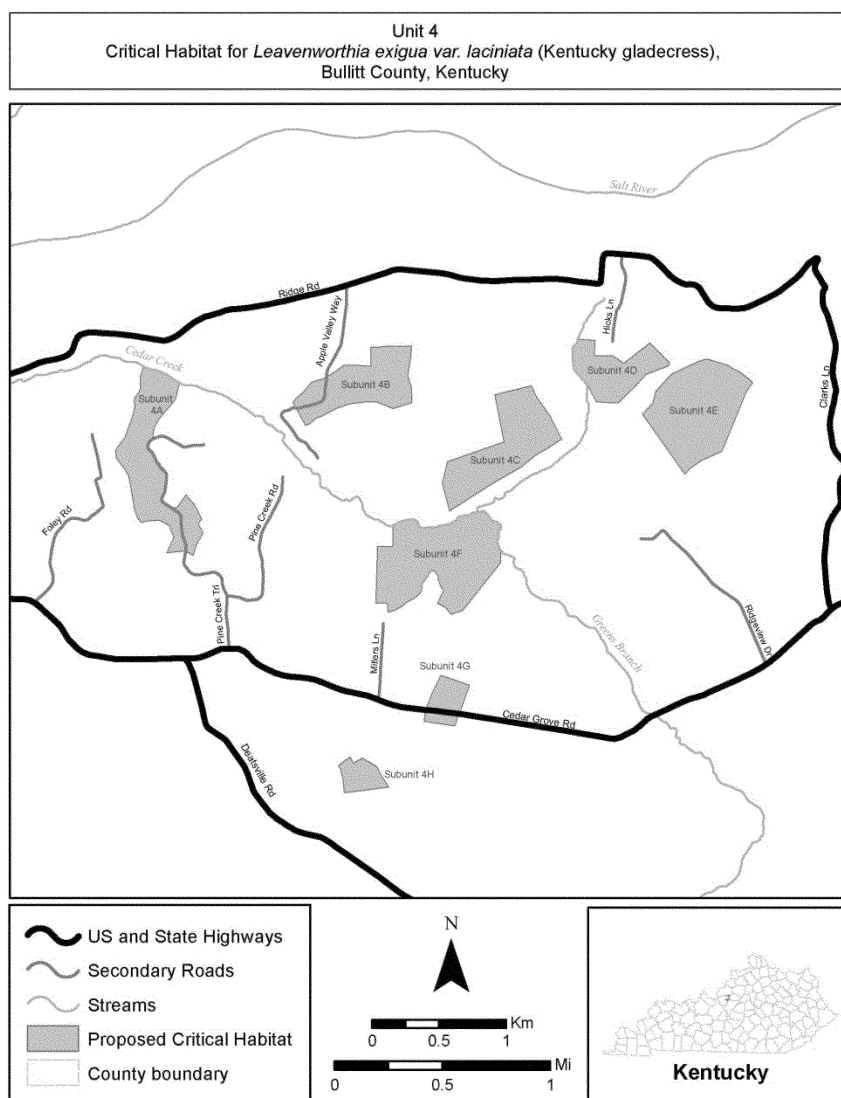 Unit 4
Critical Habitat for Leavenworthia exigua var. laciniata (Kentucky gladecress),
Bullitt County, Kentucky
Salt River
Ridge Rd
Apple Valley Way
Hicks Ln
Clarks Ln
Cedar Creek
Subunit
4A
Subunit 4B
Subunit 4D
Subunit 4E
Subunit 4C
Foley Rd
Pine Creek Rd
Subunit 4F
Pine Creek Trl
Greens Branch
Ridgeview Dr
Millers Ln
Subunit 4G
Cedar Grove Rd
Deatsville Rd
Subunit 4H
US and State Highways
Secondary Roads
Streams
Proposed Critical Habitat
County boundary
N
Km
0 0.5 1
Mi
0 0.5 1
Kentucky